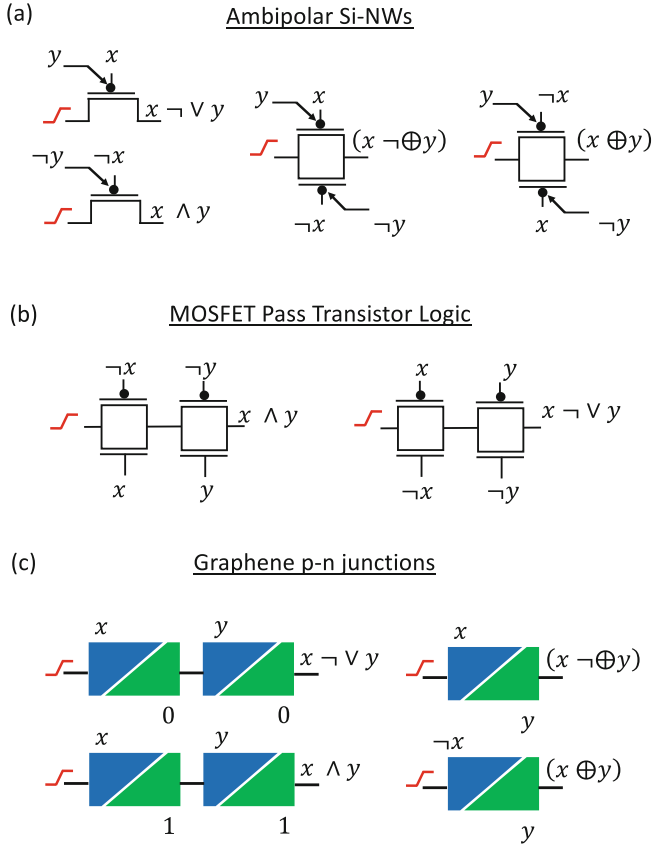 (a)
Ambipolar Si-NWs
y x
x ¬ ∨ y
¬y ¬x
x ∧ y
y x
(x ¬⊕y)
¬x ¬y
y ¬x
(x ⊕y)
x ¬y
(b)
MOSFET Pass Transistor Logic
¬x ¬y
x ∧ y
x y
x y
x ¬ ∨ y
¬x ¬y
(c)
Graphene p-n junctions
x y
x ¬ ∨ y
0 0
x y
x ∧ y
1 1
x
(x ¬⊕y)
y
¬x
(x ⊕y)
y